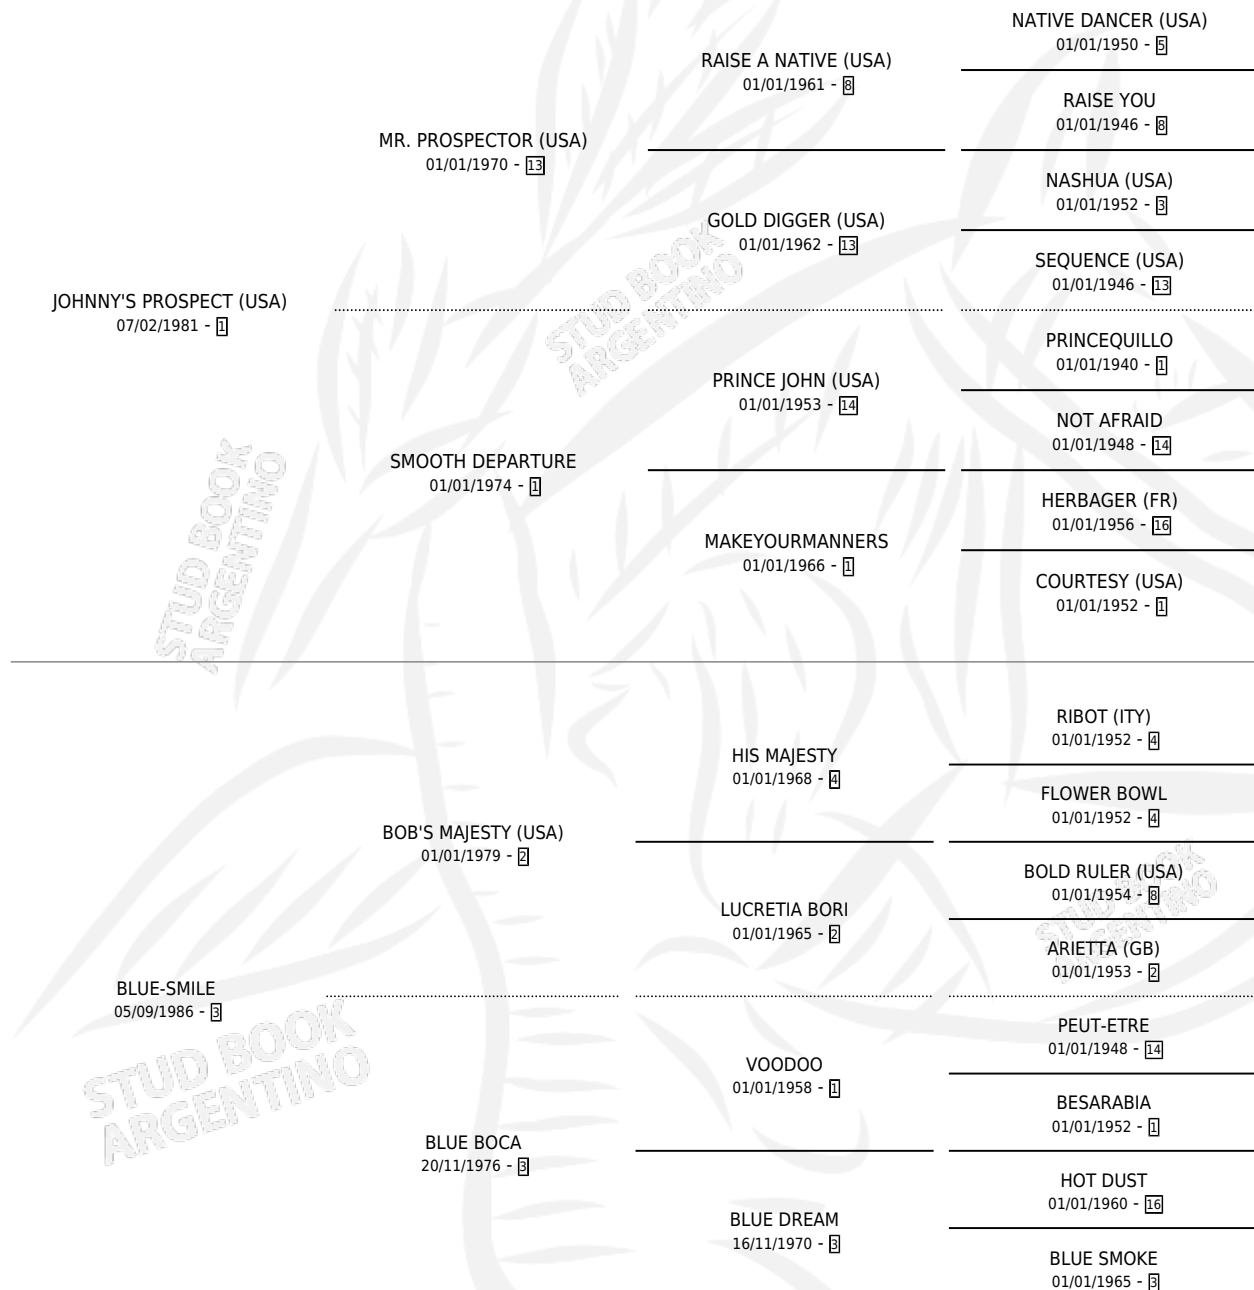 NATIVE DANCER (USA)
01/01/1950 - 5
RAISE A NATIVE (USA)
01/01/1961 - 8
RAISE YOU
01/01/1946 - 8
MR. PROSPECTOR (USA)
01/01/1970 - 13
NASHUA (USA)
01/01/1952 - 3
GOLD DIGGER (USA)
01/01/1962 - 13
SEQUENCE (USA)
01/01/1946 - 13
JOHNNY'S PROSPECT (USA)
07/02/1981 - 1
PRINCEQUILLO
01/01/1940 - 1
PRINCE JOHN (USA)
01/01/1953 - 14
NOT AFRAID
01/01/1948 - 14
SMOOTH DEPARTURE
01/01/1974 - 1
HERBAGER (FR)
01/01/1956 - 16
MAKEYOURMANNERS
01/01/1966 - 1
COURTESY (USA)
01/01/1952 - 1
RIBOT (ITY)
01/01/1952 - 4
HIS MAJESTY
01/01/1968 - 4
FLOWER BOWL
01/01/1952 - 4
BOB'S MAJESTY (USA)
01/01/1979 - 2
BOLD RULER (USA)
01/01/1954 - 8
LUCRETIA BORI
01/01/1965 - 2
ARIETTA (GB)
01/01/1953 - 2
BLUE-SMILE
05/09/1986 - 3
PEUT-ETRE
01/01/1948 - 14
VOODOO
01/01/1958 - 1
BESARABIA
01/01/1952 - 1
BLUE BOCA
20/11/1976 - 3
HOT DUST
01/01/1960 - 16
BLUE DREAM
16/11/1970 - 3
BLUE SMOKE
01/01/1965 - 3
STUD BOOK
ARGENTINO
STUD BOOK
ARGENTINO
STUD BOOK
ARGENTINO
STUD BOOK
ARGENTINO